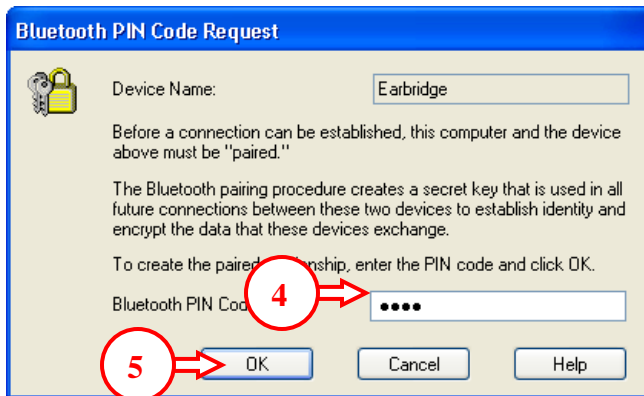 Bluetooth PIN Code Request
Device Name: Earbridge
Before a connection can be established, this computer and the device
above must be "paired."
The Bluetooth pairing procedure creates a secret key that is used in all
future connections between these two devices to establish identity and
encrypt the data that these devices exchange.
To create the paired relationship, enter the PIN code and click OK.
Bluetooth PIN Code 4 ●●●●
5 OK Cancel Help